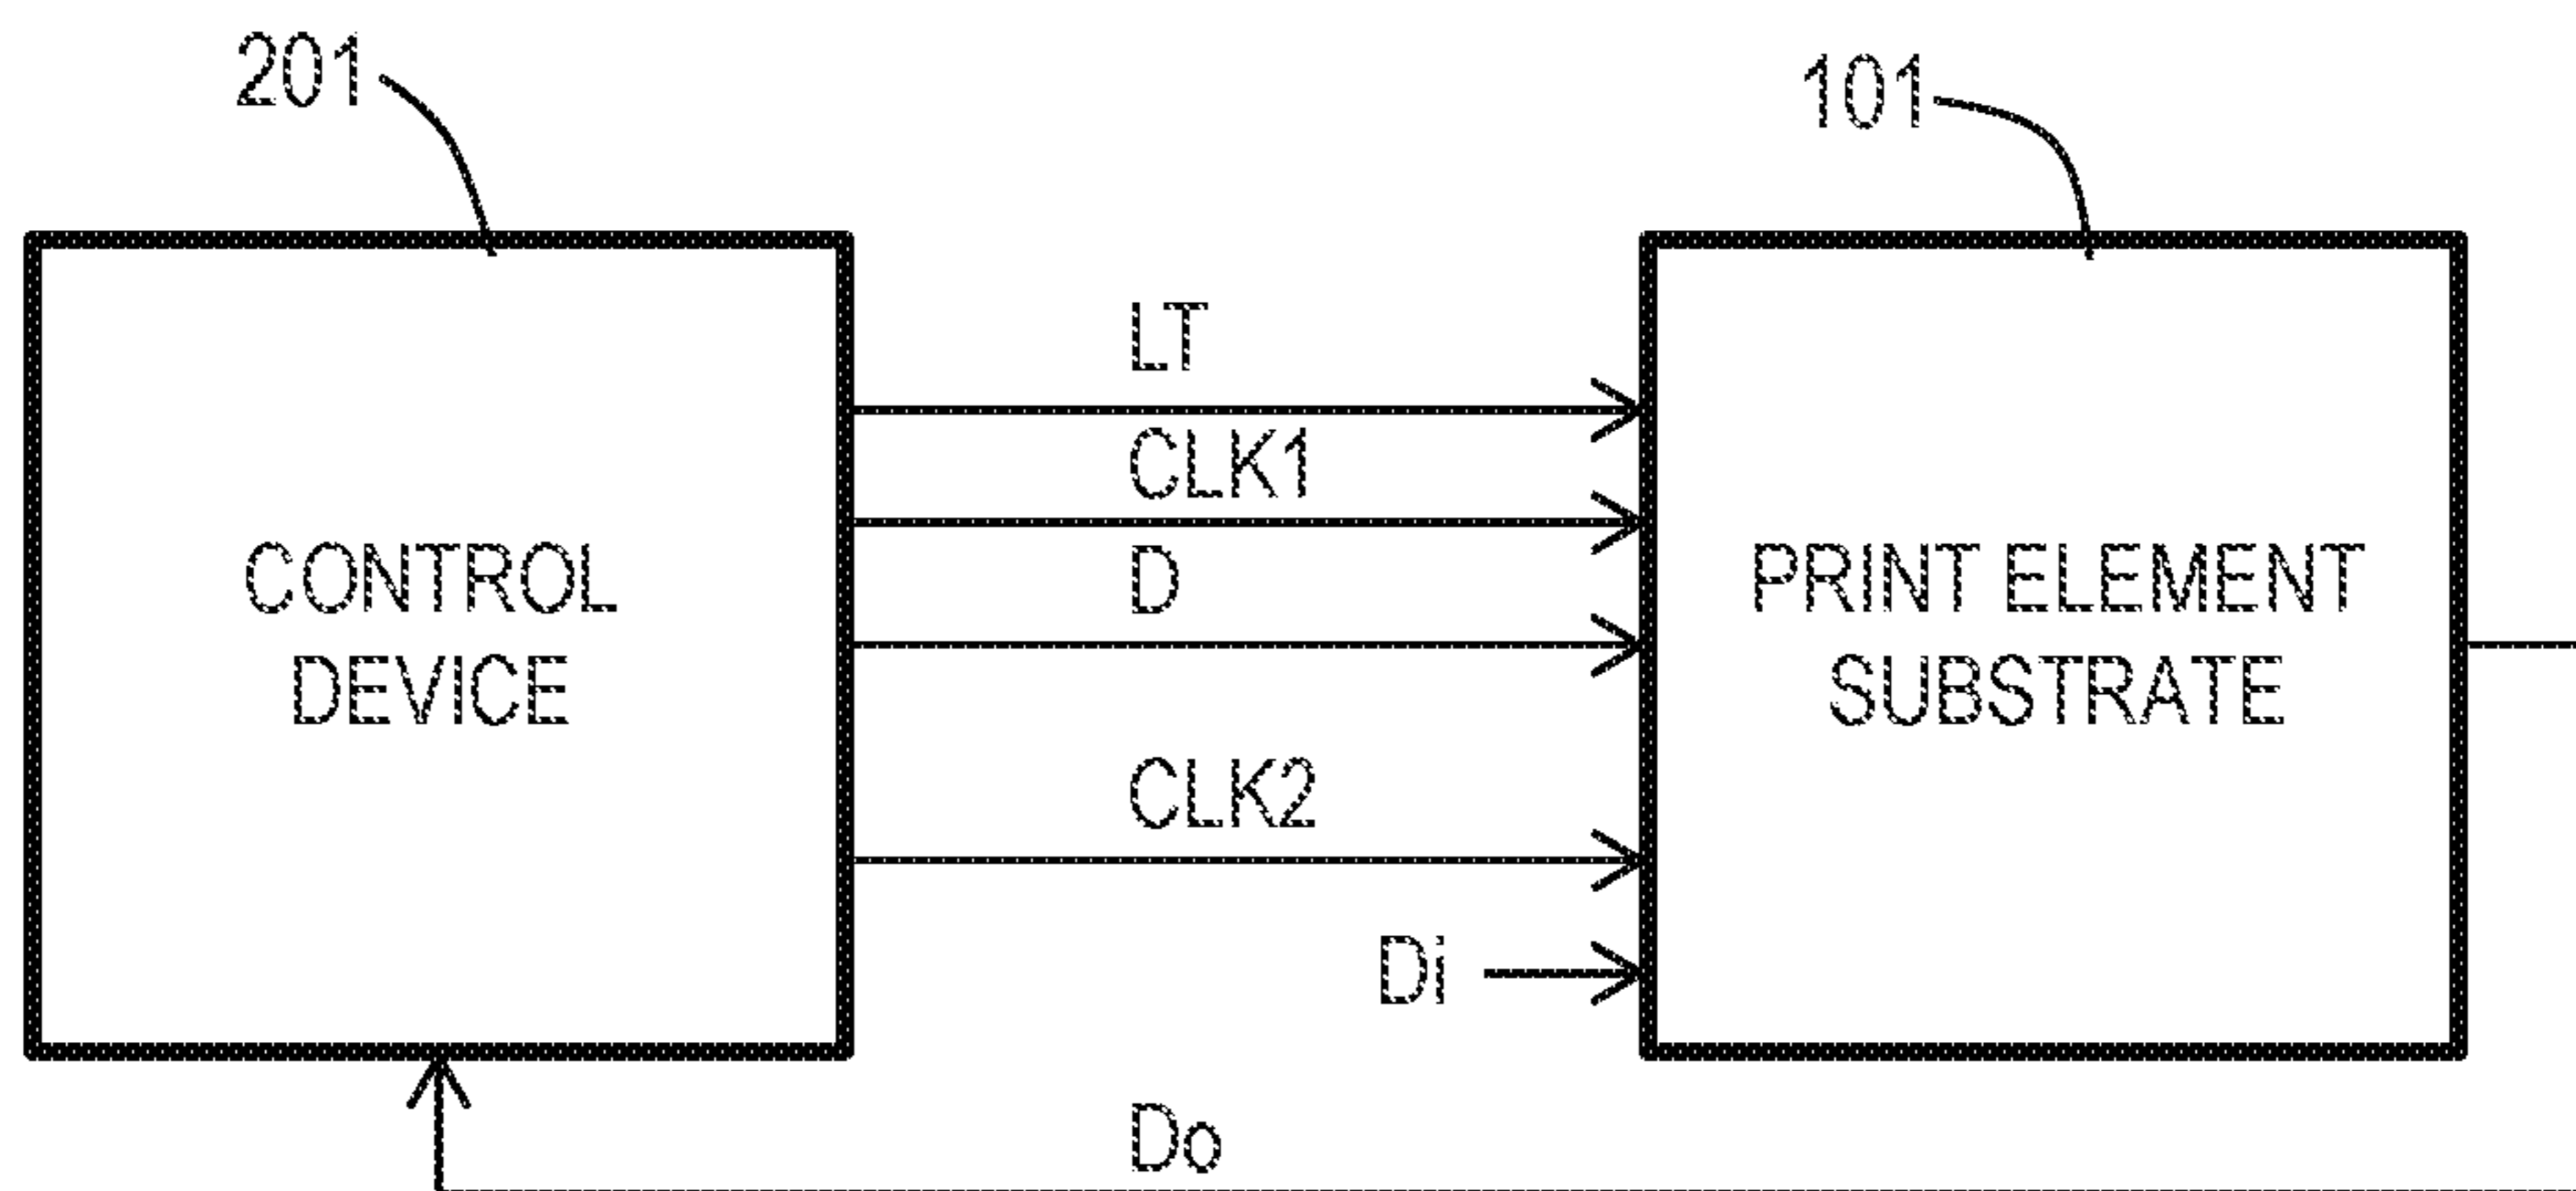 201
101
LT
CLK1
D
CONTROL
DEVICE
PRINT ELEMENT
SUBSTRATE
CLK2
Di
Do